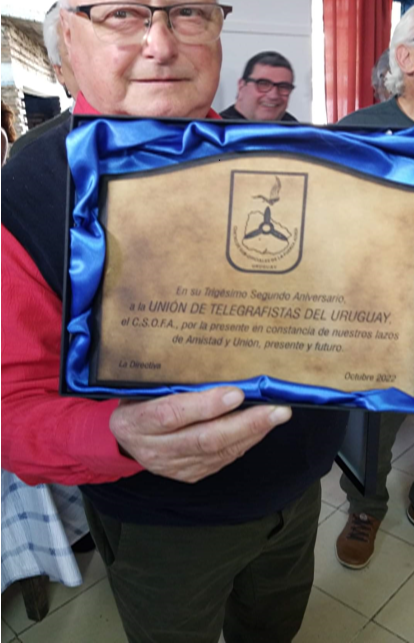 URUGUAY
En su Trigésimo Segundo Aniversario,
a la UNIÓN DE TELEGRAFISTAS DEL URUGUAY.
el C.S.O.F.A., por la presente en constancia de nuestros lazos
de Amistad y Unión, presente y futuro.
La Directiva
Octubre 2022